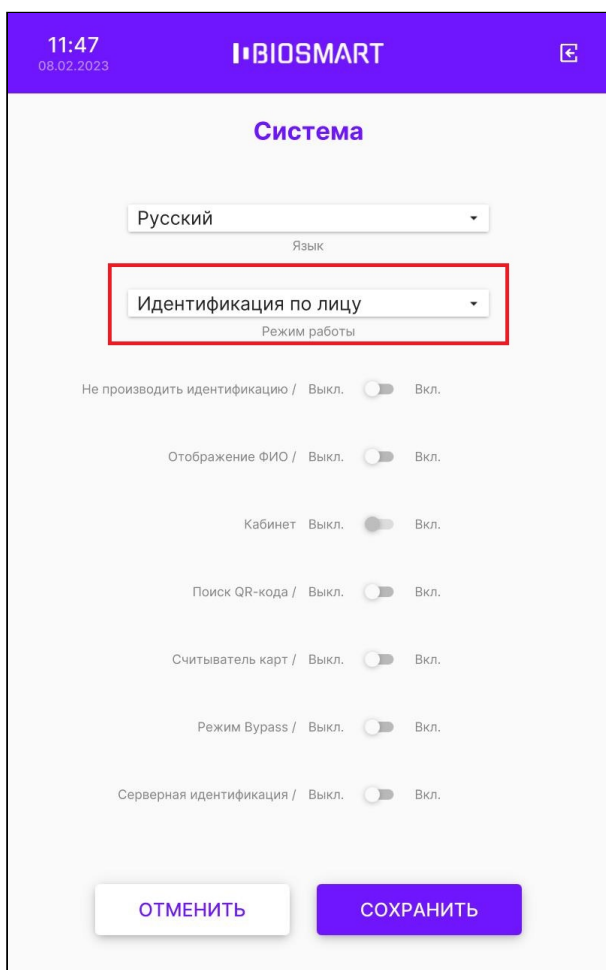 11:47
08.02.2023
BIOSMART
Система
Русский
Язык
Идентификация по лицу
Режим работы
Не производить идентификацию / Выкл. Вкл.
Отображение ФИО / Выкл. Вкл.
Кабинет Выкл. Вкл.
Поиск QR-кода / Выкл. Вкл.
Считыватель карт / Выкл. Вкл.
Режим Bypass / Выкл. Вкл.
Серверная идентификация / Выкл. Вкл.
ОТМЕНИТЬ СОХРАНИТЬ